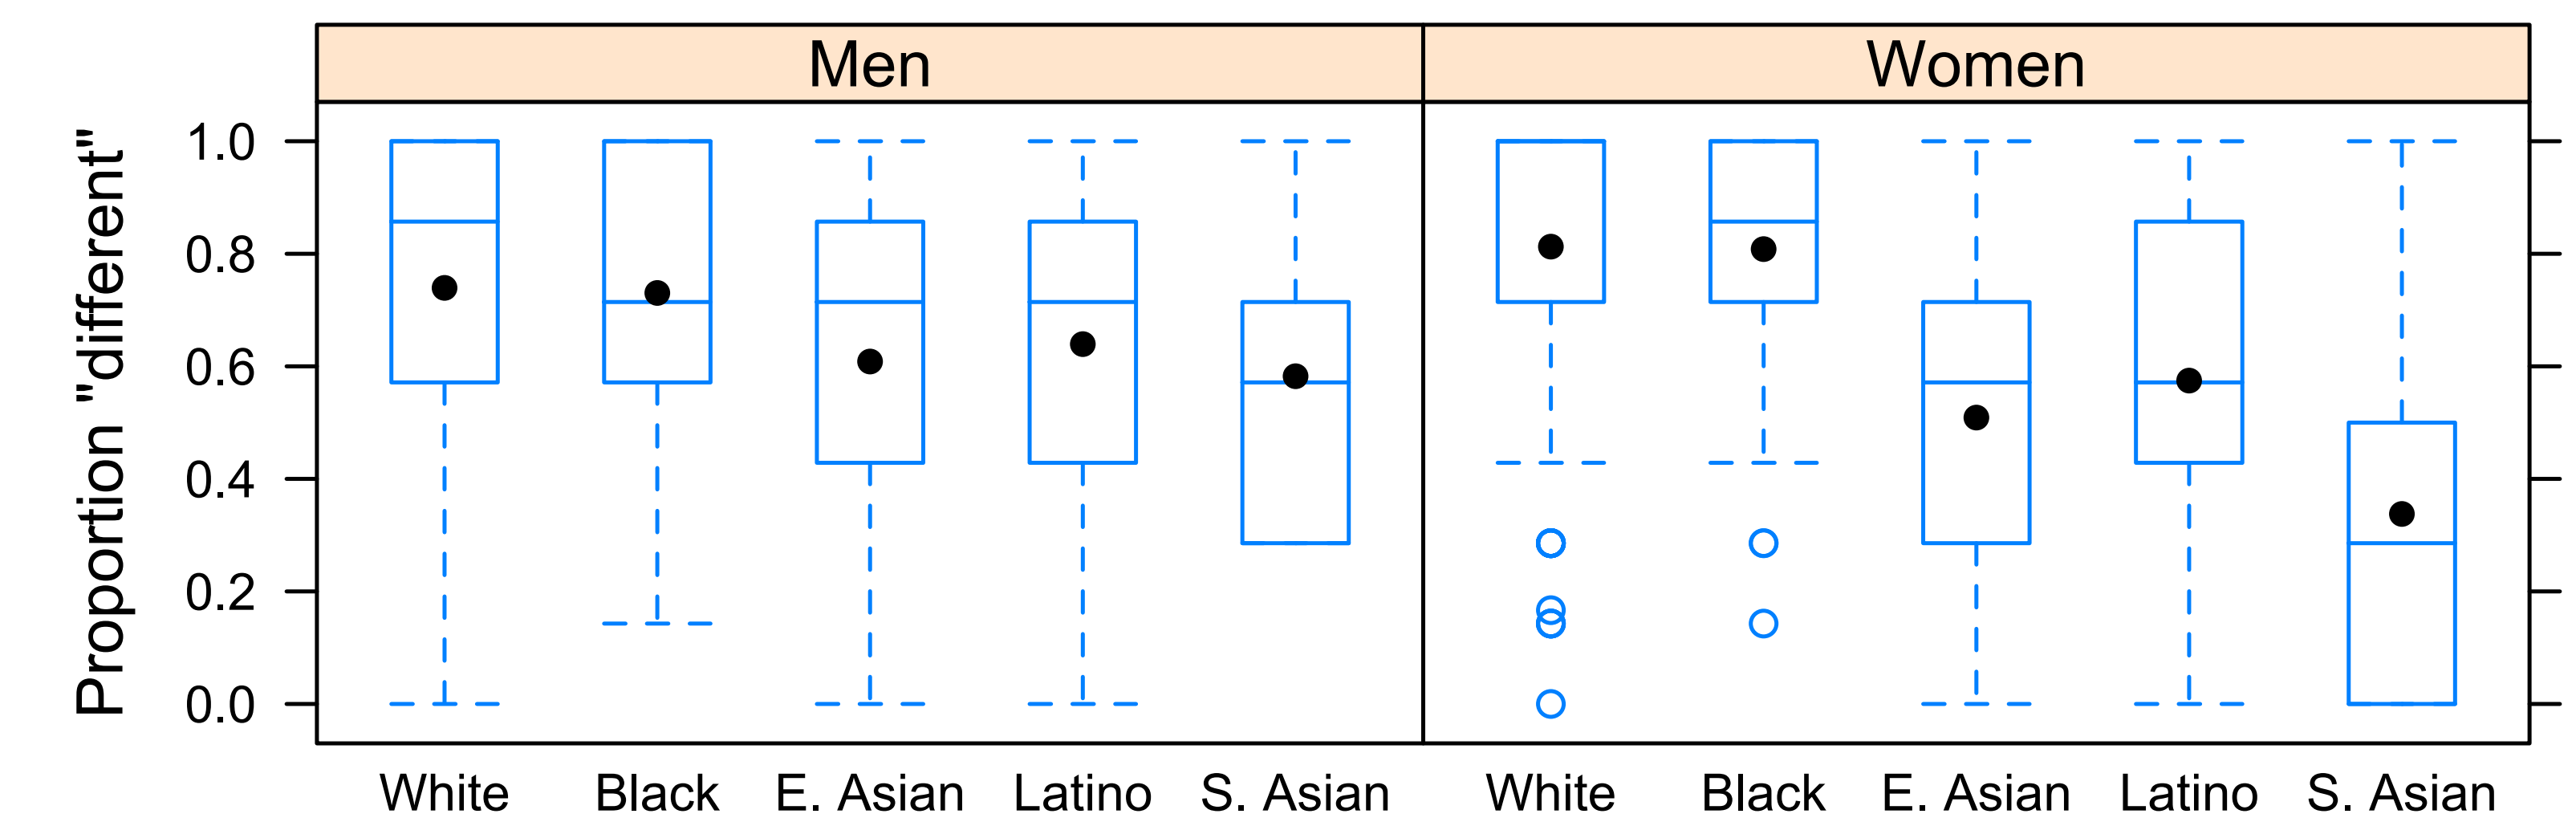 Men Women
Proportion "different"
1.0
0.8
0.6
0.4
0.2
0.0
White Black E. Asian Latino S. Asian White Black E. Asian Latino S. Asian